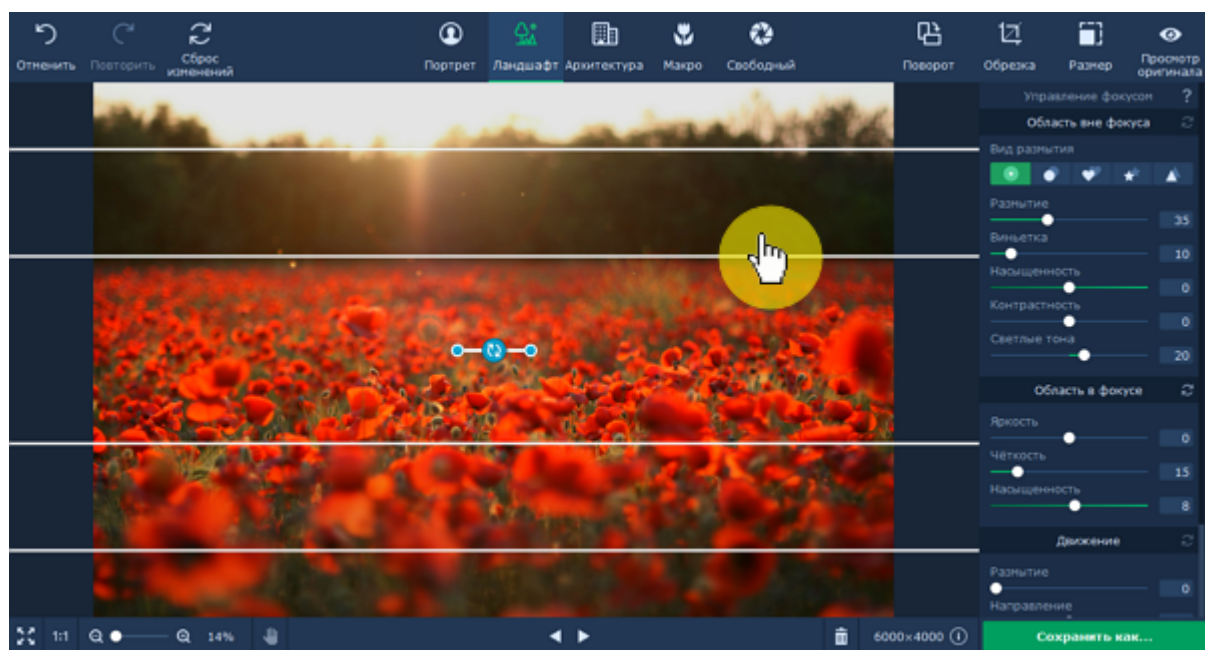 Отменить
Повторить
Сброс
изменений
Портрет
Ландшафт
Архитектура
Макро
Свободный
Поворот
Обрезка
Размер
Просмотр
оригинала
Управление фокусом ?
Область вне фокуса
Вид размытия
Размытие
35
Виньетка
10
Насыщенность
0
Контрастность
0
Светлые тона
20
Область в фокусе
Яркость
0
Чёткость
15
Насыщенность
8
Движение
Размытие
0
Направление
1:1
14%
6000×4000
Сохранить как...